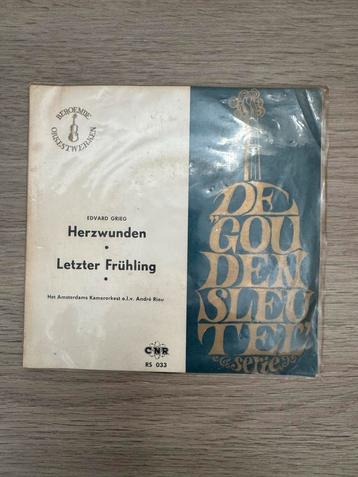 BEROEMDE
ORKESTWERKEN
EDVARD GRIEG
Herzwunden
•
Letzter Frühling
•
Het Amsterdams Kamerorkest o.l.v. André Rieu
CNR
RS 033
DE
"GOU
DEN
SLEU
TEL"
serie